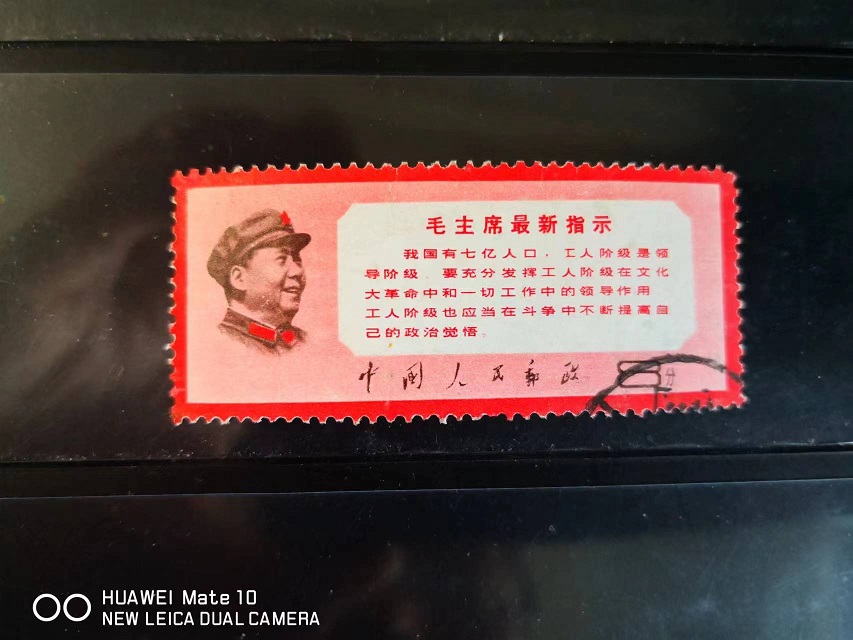 毛主席最新指示
我国有七亿人口，工人阶级是领
导阶级．要充分发挥工人阶级在文化
大革命中和一切工作中的领导作用．
工人阶级也应当在斗争中不断提高自
己的政治觉悟．
中国人民邮政
8分
HUAWEI Mate 10
NEW LEICA DUAL CAMERA